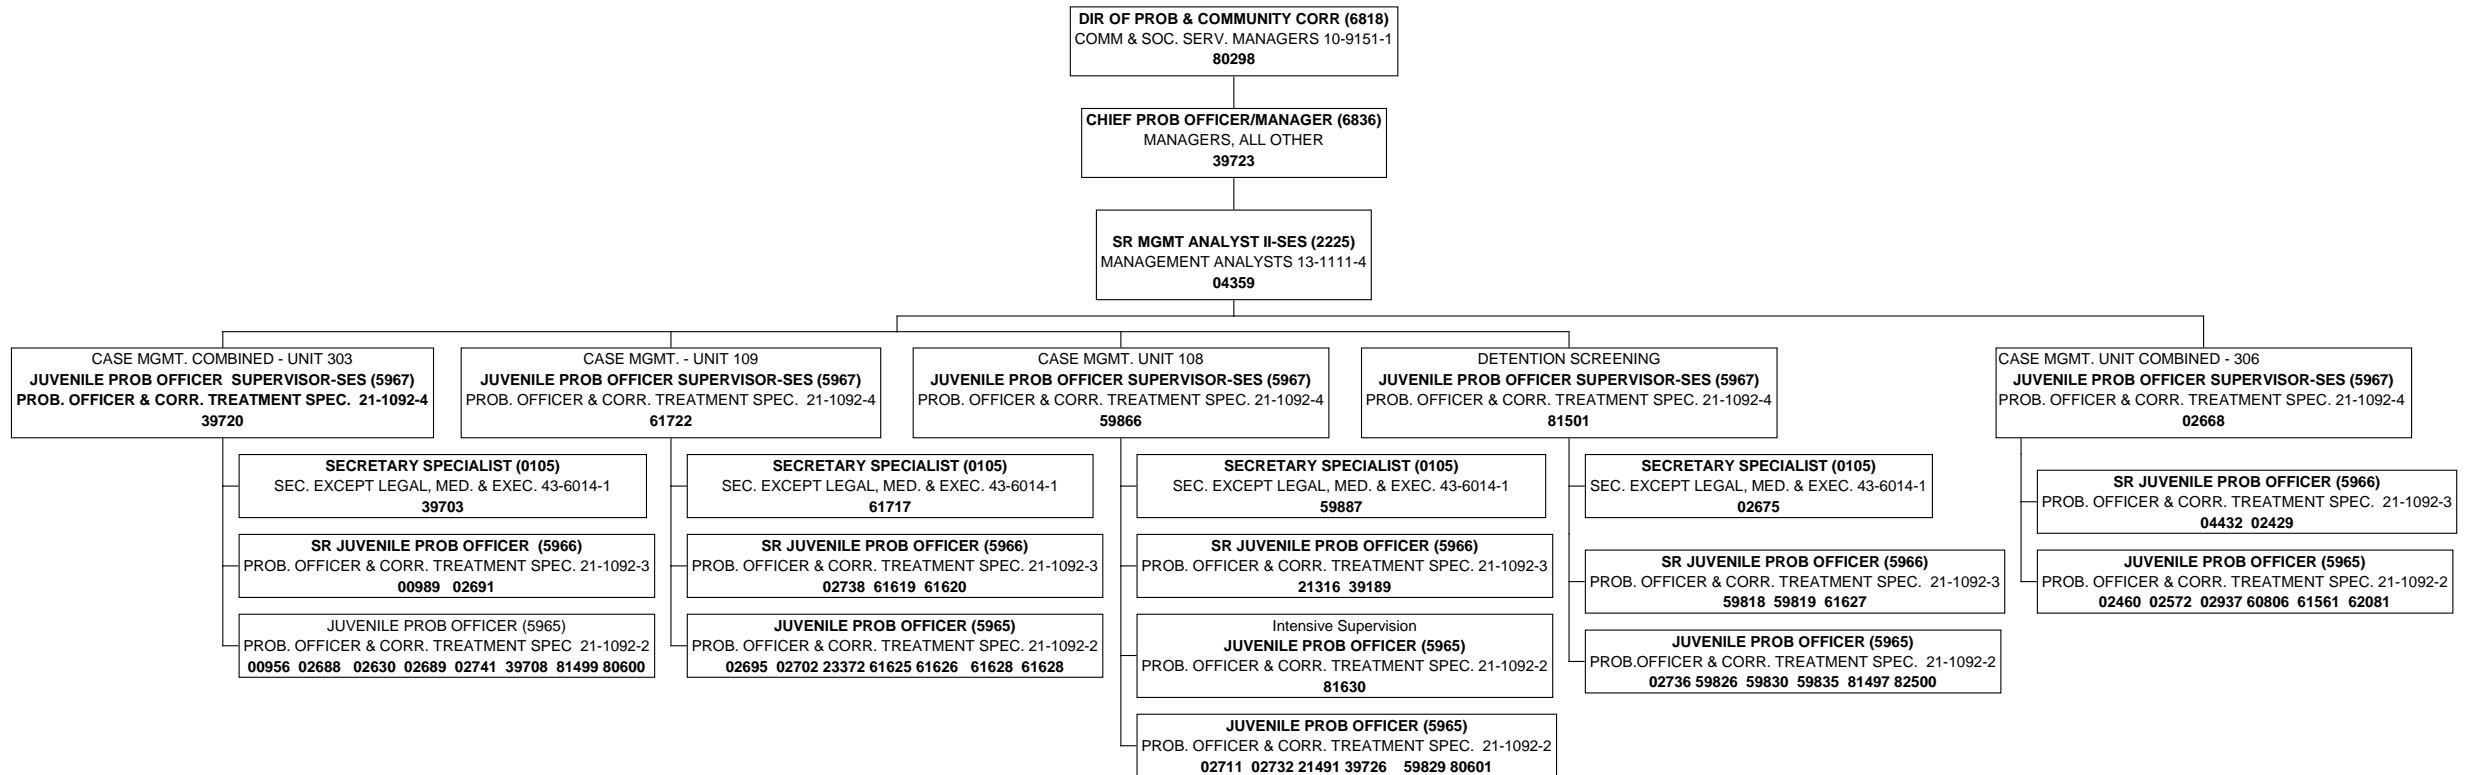 DIR OF PROB & COMMUNITY CORR (6818)
COMM & SOC. SERV. MANAGERS 10-9151-1
80298
CHIEF PROB OFFICER/MANAGER (6836)
MANAGERS, ALL OTHER
39723
SR MGMT ANALYST II-SES (2225)
MANAGEMENT ANALYSTS 13-1111-4
04359
CASE MGMT. COMBINED - UNIT 303
JUVENILE PROB OFFICER SUPERVISOR-SES (5967)
PROB. OFFICER & CORR. TREATMENT SPEC. 21-1092-4
39720
SECRETARY SPECIALIST (0105)
SEC. EXCEPT LEGAL, MED. & EXEC. 43-6014-1
39703
SR JUVENILE PROB OFFICER (5966)
PROB. OFFICER & CORR. TREATMENT SPEC. 21-1092-3
00989 02691
JUVENILE PROB OFFICER (5965)
PROB. OFFICER & CORR. TREATMENT SPEC 21-1092-2
00956 02688 02630 02689 02741 39708 81499 80600
CASE MGMT. - UNIT 109
JUVENILE PROB OFFICER SUPERVISOR-SES (5967)
PROB. OFFICER & CORR. TREATMENT SPEC. 21-1092-4
61722
SECRETARY SPECIALIST (0105)
SEC. EXCEPT LEGAL, MED. & EXEC. 43-6014-1
61717
SR JUVENILE PROB OFFICER (5966)
PROB. OFFICER & CORR. TREATMENT SPEC. 21-1092-3
02738 61619 61620
JUVENILE PROB OFFICER (5965)
PROB. OFFICER & CORR. TREATMENT SPEC. 21-1092-2
02695 02702 23372 61625 61626 61628 61628
CASE MGMT. UNIT 108
JUVENILE PROB OFFICER SUPERVISOR-SES (5967)
PROB. OFFICER & CORR. TREATMENT SPEC. 21-1092-4
59866
SECRETARY SPECIALIST (0105)
SEC. EXCEPT LEGAL, MED. & EXEC. 43-6014-1
59887
SR JUVENILE PROB OFFICER (5966)
PROB. OFFICER & CORR. TREATMENT SPEC. 21-1092-3
21316 39189
Intensive Supervision
JUVENILE PROB OFFICER (5965)
PROB. OFFICER & CORR. TREATMENT SPEC. 21-1092-2
81630
JUVENILE PROB OFFICER (5965)
PROB. OFFICER & CORR. TREATMENT SPEC. 21-1092-2
02711 02732 21491 39726 59829 80601
DETENTION SCREENING
JUVENILE PROB OFFICER SUPERVISOR-SES (5967)
PROB. OFFICER & CORR. TREATMENT SPEC. 21-1092-4
81501
SECRETARY SPECIALIST (0105)
SEC. EXCEPT LEGAL, MED. & EXEC. 43-6014-1
02675
SR JUVENILE PROB OFFICER (5966)
PROB. OFFICER & CORR. TREATMENT SPEC. 21-1092-3
59818 59819 61627
JUVENILE PROB OFFICER (5965)
PROB.OFFICER & CORR. TREATMENT SPEC. 21-1092-2
02736 59826 59830 59835 81497 82500
CASE MGMT. UNIT COMBINED - 306
JUVENILE PROB OFFICER SUPERVISOR-SES (5967)
PROB. OFFICER & CORR. TREATMENT SPEC. 21-1092-4
02668
SR JUVENILE PROB OFFICER (5966)
PROB. OFFICER & CORR. TREATMENT SPEC. 21-1092-3
04432 02429
JUVENILE PROB OFFICER (5965)
PROB. OFFICER & CORR. TREATMENT SPEC. 21-1092-2
02460 02572 02937 60806 61561 62081